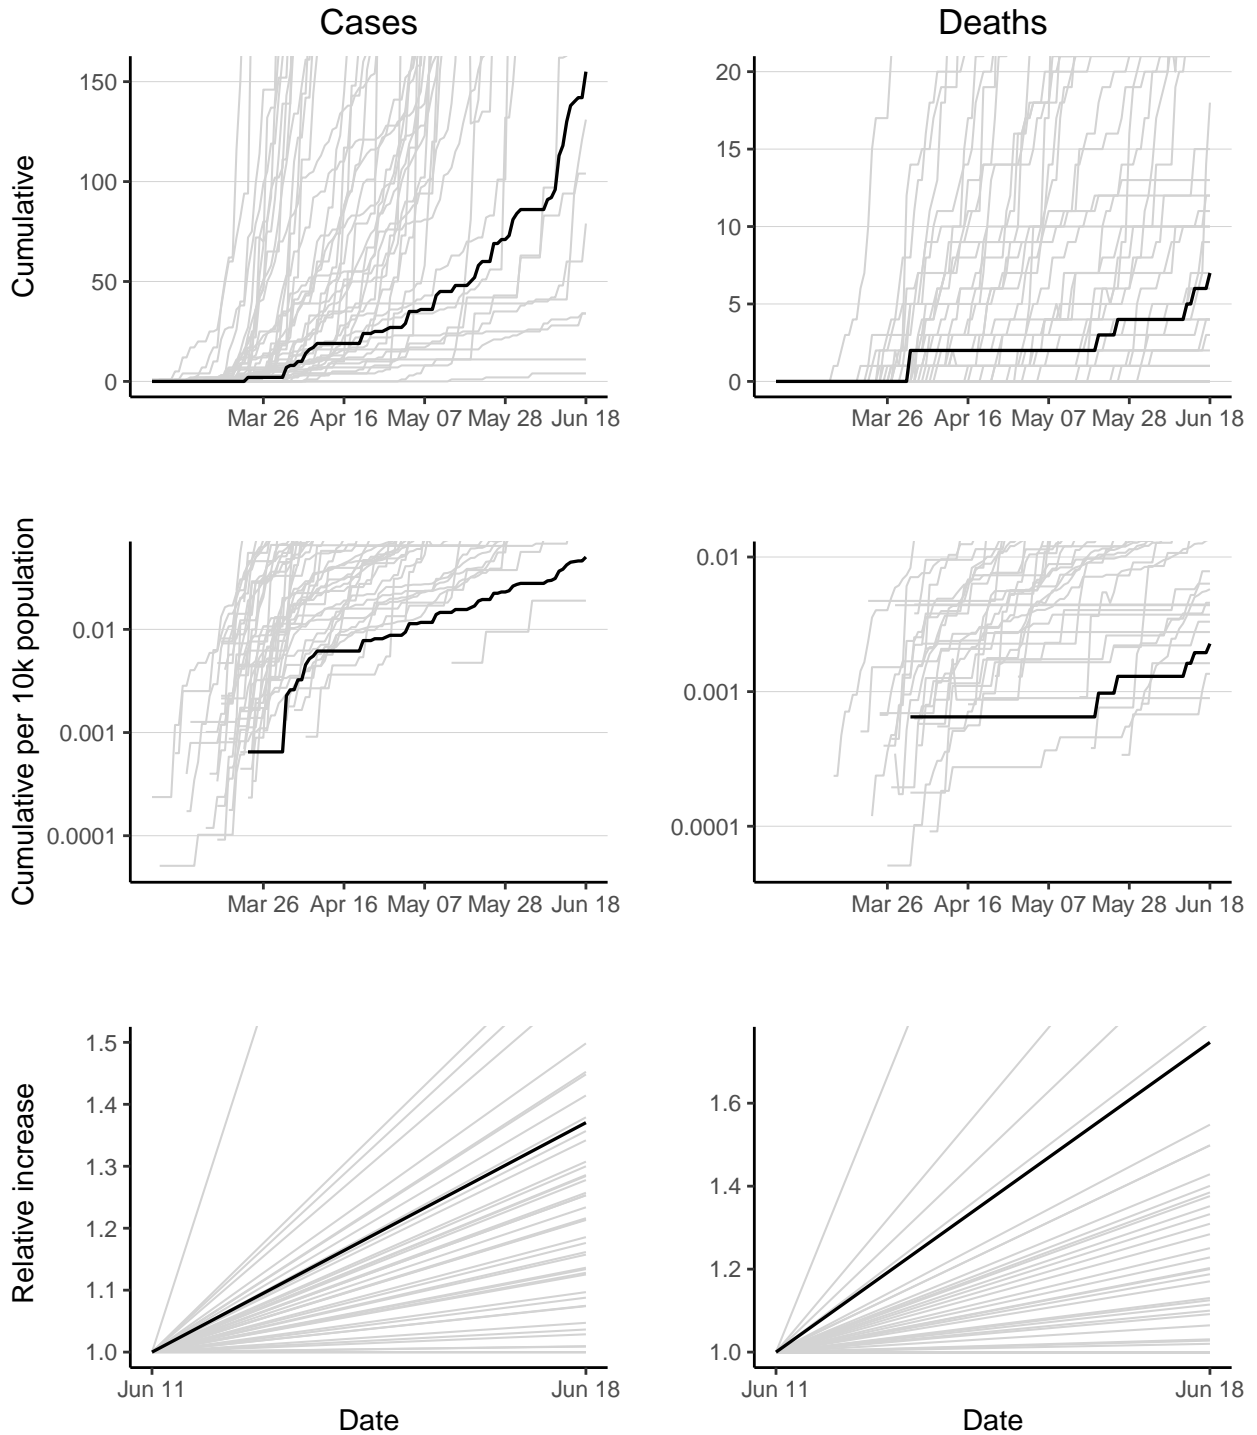 Cases
Deaths
Cumulative
150
100
50
0
Mar 26 Apr 16 May 07 May 28 Jun 18
20
15
10
5
0
Mar 26 Apr 16 May 07 May 28 Jun 18
Cumulative per 10k population
0.01
0.001
0.0001
Mar 26 Apr 16 May 07 May 28 Jun 18
0.01
0.001
0.0001
Mar 26 Apr 16 May 07 May 28 Jun 18
Relative increase
1.5
1.4
1.3
1.2
1.1
1.0
Jun 11 Jun 18
Date
1.6
1.4
1.2
1.0
Jun 11 Jun 18
Date